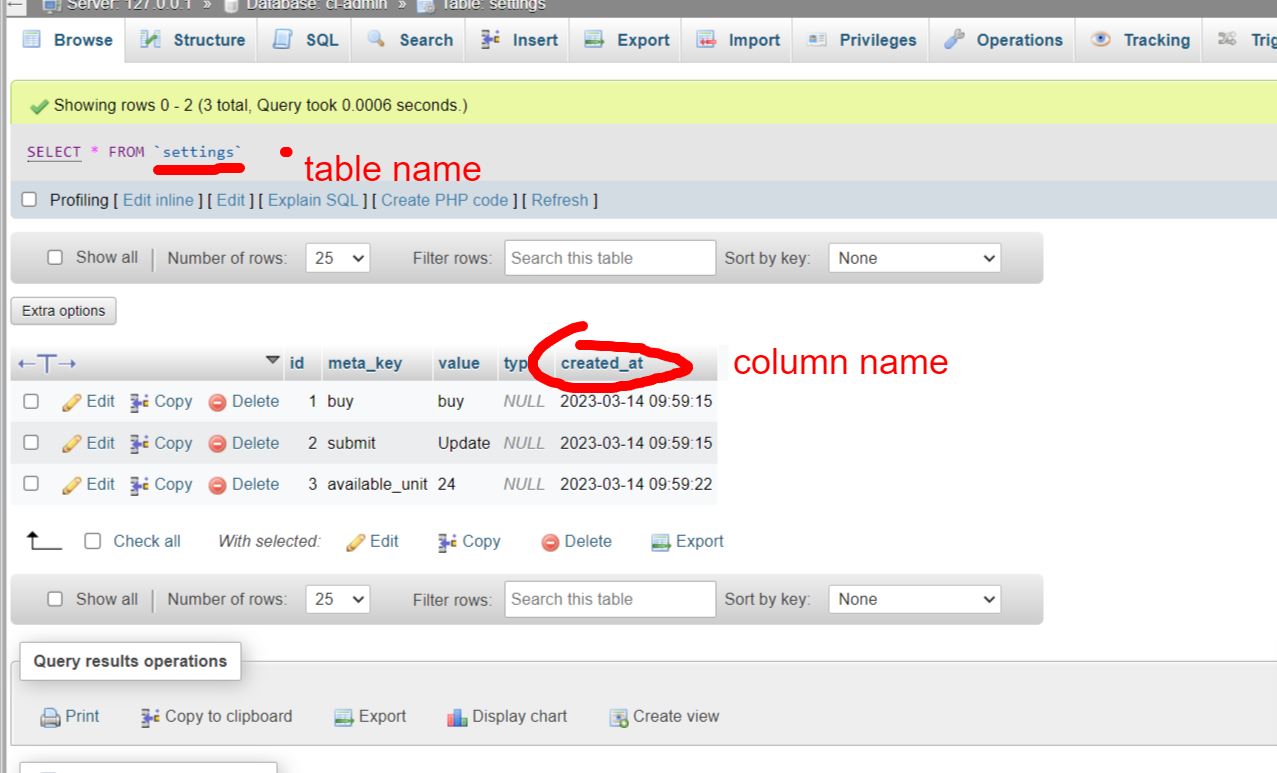 Server: 127.0.0.1 » Database: ci-admin » Table: settings
Browse Structure SQL Search Insert Export Import Privileges Operations Tracking Trig
Showing rows 0 - 2 (3 total, Query took 0.0006 seconds.)
SELECT * FROM `settings`
table name
Profiling [ Edit inline ] [ Edit ] [ Explain SQL ] [ Create PHP code ] [ Refresh ]
Show all Number of rows: 25 Filter rows: Search this table Sort by key: None
Extra options
←T→ id meta_key value typ created_at
column name
Edit Copy Delete 1 buy buy NULL 2023-03-14 09:59:15
Edit Copy Delete 2 submit Update NULL 2023-03-14 09:59:15
Edit Copy Delete 3 available_unit 24 NULL 2023-03-14 09:59:22
Check all With selected: Edit Copy Delete Export
Show all Number of rows: 25 Filter rows: Search this table Sort by key: None
Query results operations
Print Copy to clipboard Export Display chart Create view